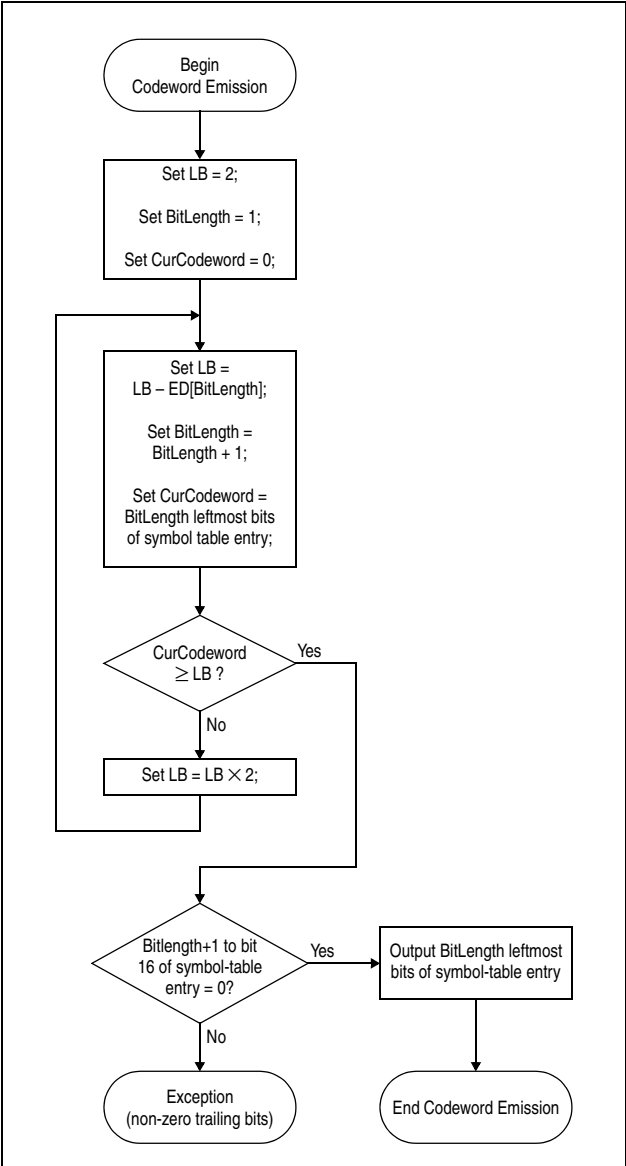 Begin
Codeword Emission
Set LB = 2;
Set BitLength = 1;
Set CurCodeword = 0;
Set LB =
LB – ED[BitLength];
Set BitLength =
BitLength + 1;
Set CurCodeword =
BitLength leftmost bits
of symbol table entry;
CurCodeword
≥ LB ?
Yes
No
Set LB = LB × 2;
Bitlength+1 to bit
16 of symbol-table
entry = 0?
Yes
Output BitLength leftmost
bits of symbol-table entry
No
Exception
(non-zero trailing bits)
End Codeword Emission